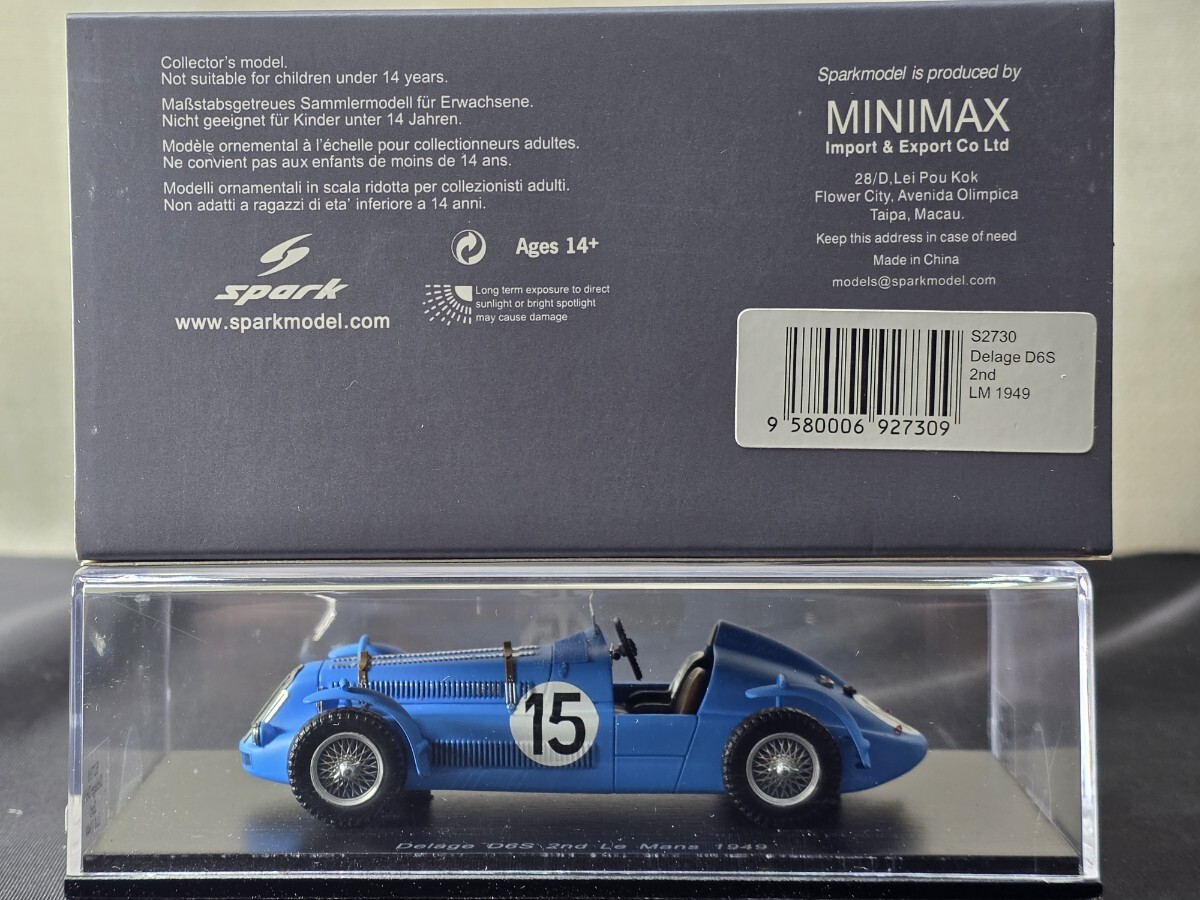 Collector's model.
Not suitable for children under 14 years.
Maßstabsgetreues Sammlermodell für Erwachsene.
Nicht geeignet für Kinder unter 14 Jahren.
Modèle ornemental à l'échelle pour collectionneurs adultes.
Ne convient pas aux enfants de moins de 14 ans.
Modelli ornamentali in scala ridotta per collezionisti adulti.
Non adatti a ragazzi di eta' inferiore a 14 anni.
Ages 14+
spark
www.sparkmodel.com
Long term exposure to direct
sunlight or bright spotlight
may cause damage
Sparkmodel is produced by
MINIMAX
Import & Export Co Ltd
28/D,Lei Pou Kok
Flower City, Avenida Olimpica
Taipa, Macau.
Keep this address in case of need
Made in China
models@sparkmodel.com
S2730
Delage D6S
2nd
LM 1949
9 580006 927309
15
Delage D6S 2nd Le Mans 1949